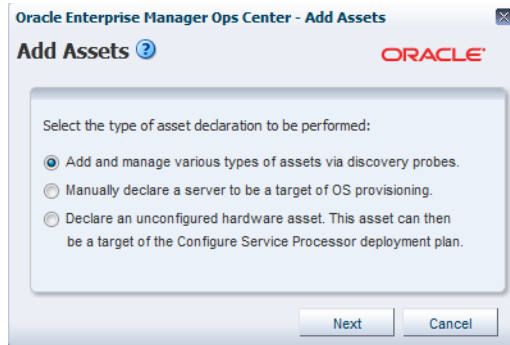 Oracle Enterprise Manager Ops Center - Add Assets
Add Assets ?
ORACLE
Select the type of asset declaration to be performed:
Add and manage various types of assets via discovery probes.
Manually declare a server to be a target of OS provisioning.
Declare an unconfigured hardware asset. This asset can then
be a target of the Configure Service Processor deployment plan.
Next Cancel